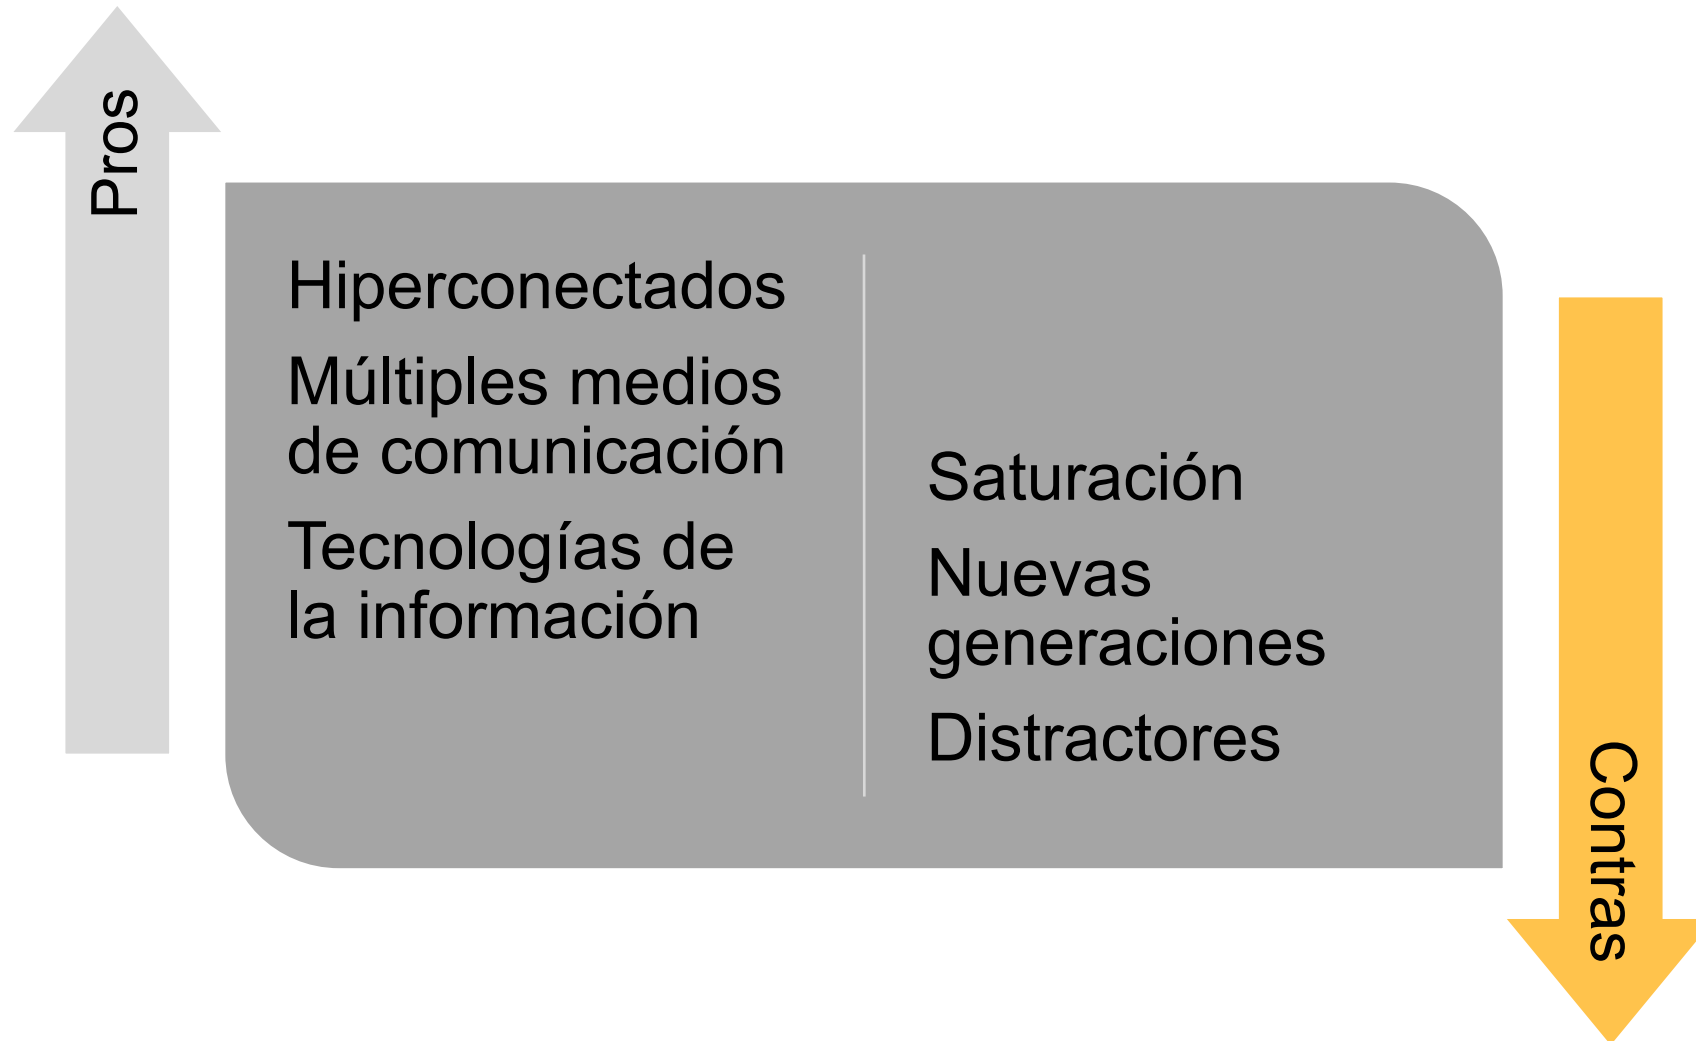 Pros
Hiperconectados
Múltiples medios
de comunicación
Tecnologías de
la información
Saturación
Nuevas
generaciones
Distractores
Contras